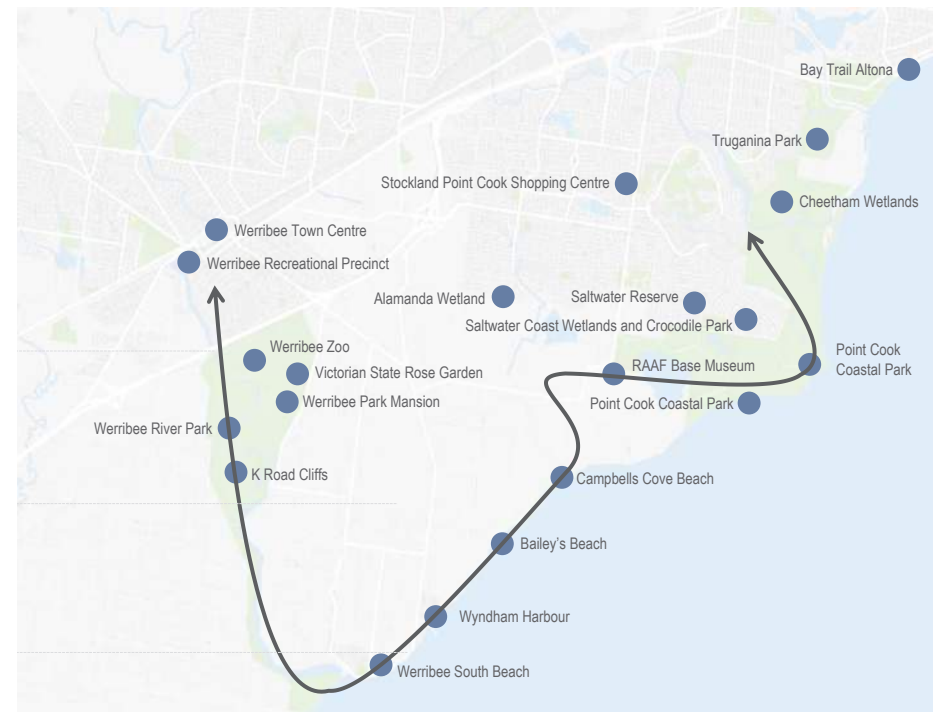 Bay Trail Altona
Truganina Park
Stockland Point Cook Shopping Centre
Cheetham Wetlands
Werribee Town Centre
Werribee Recreational Precinct
Alamanda Wetland
Saltwater Reserve
Saltwater Coast Wetlands and Crocodile Park
Werribee Zoo
Point Cook
Coastal Park
RAAF Base Museum
Victorian State Rose Garden
Werribee Park Mansion
Point Cook Coastal Park
Werribee River Park
K Road Cliffs
Campbells Cove Beach
Bailey’s Beach
Wyndham Harbour
Werribee South Beach